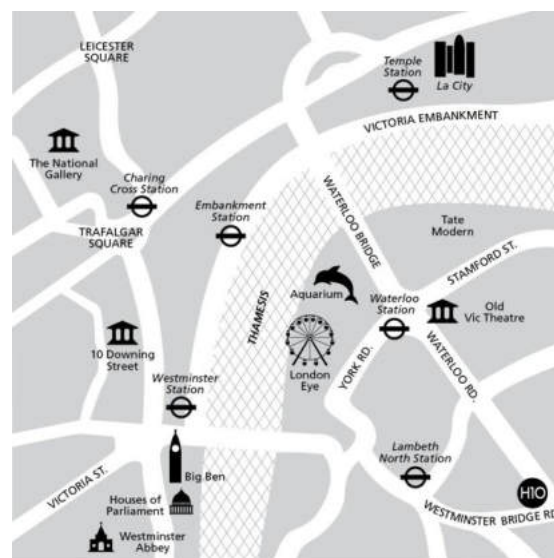 LEICESTER
SQUARE
Temple
Station
La City
VICTORIA EMBANKMENT
The National
Gallery
Charing
Cross Station
Embankment
Station
TRAFALGAR
SQUARE
WATERLOO BRIDGE
Tate
Modern
STAMFORD ST.
Aquarium
Waterloo
Station
Old
Vic Theatre
THAMESIS
10 Downing
Street
London
Eye
YORK RD.
WATERLOO RD.
Westminster
Station
Lambeth
North Station
VICTORIA ST.
Big Ben
Houses of
Parliament
H10
WESTMINSTER BRIDGE RD
Westminster
Abbey